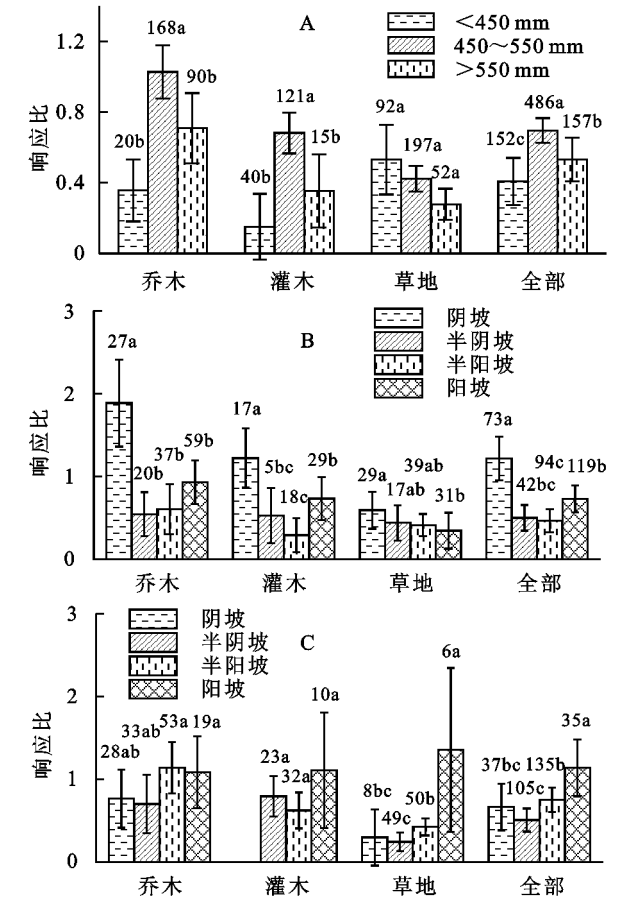 A
<450 mm
450～550 mm
>550 mm
响应比
1.2
0.8
0.4
0
20b 168a 90b
40b 121a 15b
92a 197a 52a
152c 486a 157b
乔木 灌木 草地 全部
B
阴坡
半阴坡
半阳坡
阳坡
响应比
3
2
1
0
27a 20b 37b 59b
17a 5bc 18c 29b
29a 17ab 39ab 31b
73a 42bc 94c 119b
乔木 灌木 草地 全部
C
阴坡
半阴坡
半阳坡
阳坡
响应比
3
2
1
0
28ab 33ab 53a 19a
23a 32a 10a
8bc 49c 50b 6a
37bc 105c 135b 35a
乔木 灌木 草地 全部